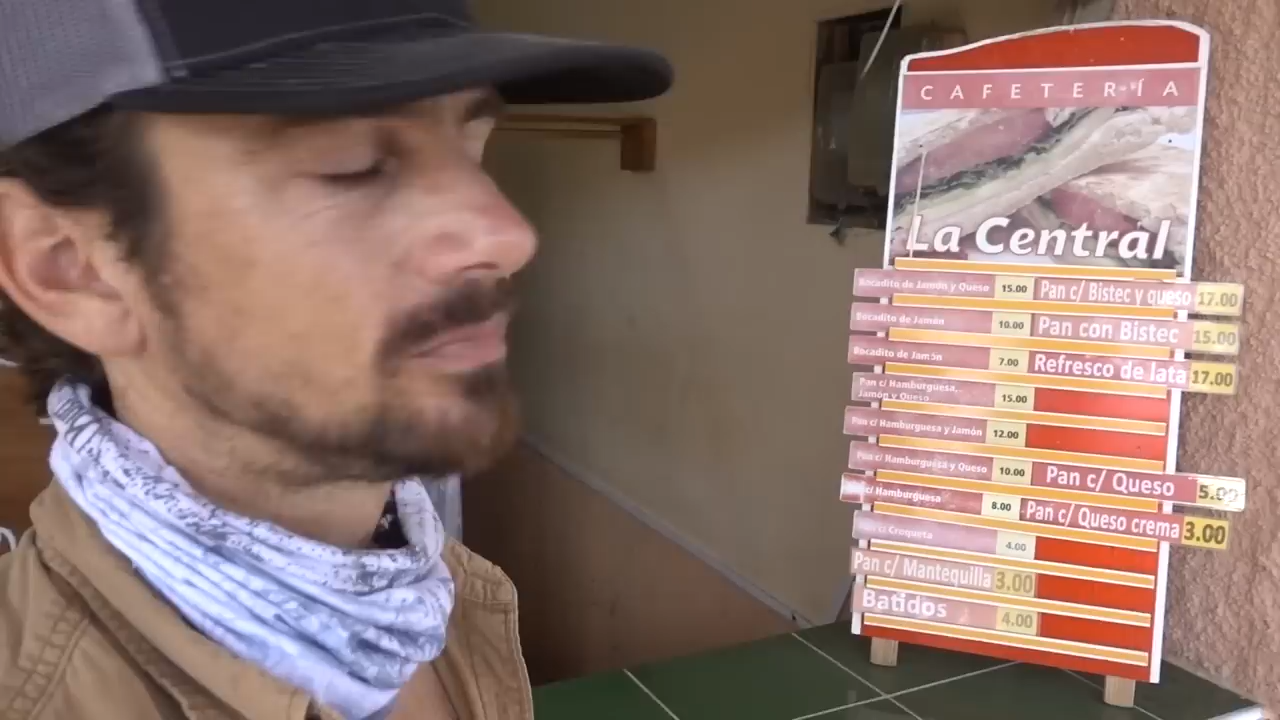 CAFETERÍA
La Central
Bocadito de Jamón y Queso 15.00 Pan c/ Bistec y queso 17.00
Bocadito de Jamón 10.00 Pan con Bistec 15.00
Bocadito de Jamón 7.00 Refresco de lata 17.00
Pan c/ Hamburguesa,
Jamón y Queso 15.00
Pan c/ Hamburguesa y Jamón 12.00
Pan c/ Hamburguesa y Queso 10.00 Pan c/ Queso 5.00
c/ Hamburguesa 8.00 Pan c/ Queso crema 3.00
Pan c/ Croqueta 4.00
Pan c/ Mantequilla 3.00
Batidos 4.00